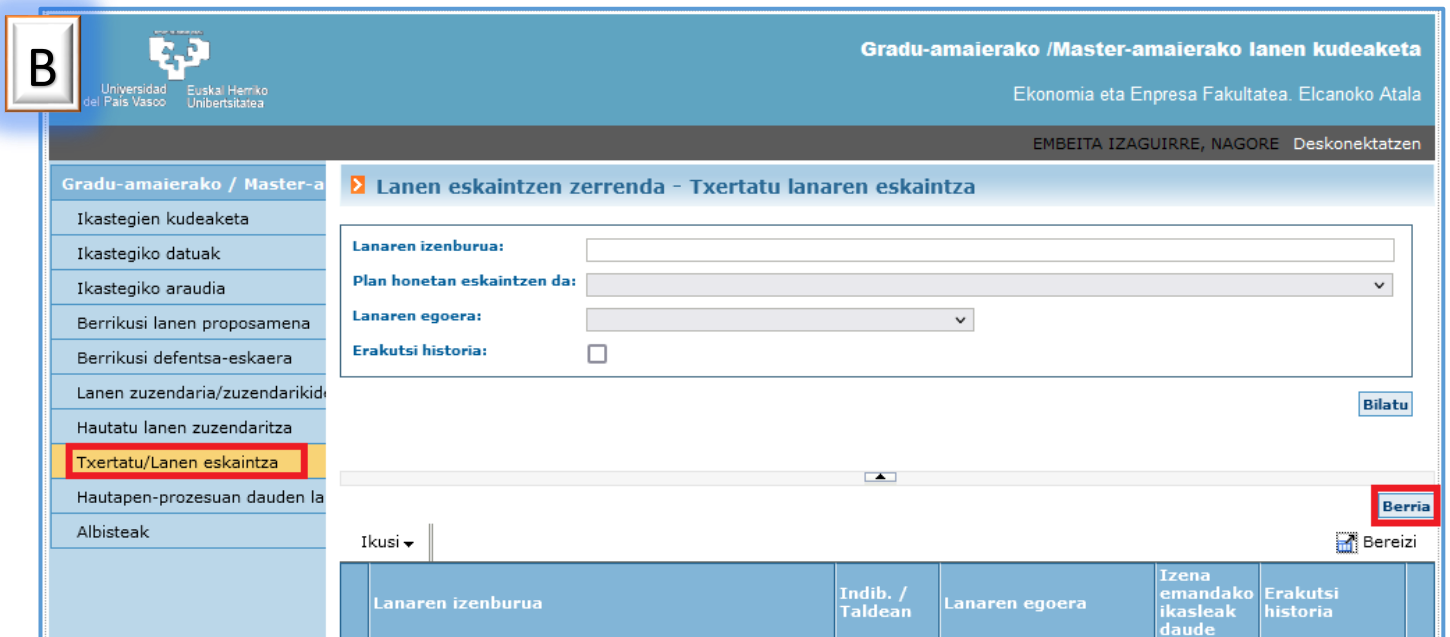 B
Universidad del País Vasco
Euskal Herriko Unibertsitatea
Gradu-amaierako /Master-amaierako lanen kudeaketa
Ekonomia eta Enpresa Fakultatea. Elcanoko Atala
EMBEITA IZAGUIRRE, NAGORE Deskonektatzen
Gradu-amaierako / Master-a
Ikastegien kudeaketa
Ikastegiko datuak
Ikastegiko araudia
Berrikusi lanen proposamena
Berrikusi defentsa-eskaera
Lanen zuzendaria/zuzendarikide
Hautatu lanen zuzendaritza
Txertatu/Lanen eskaintza
Hautapen-prozesuan dauden la
Albisteak
Lanen eskaintzen zerrenda - Txertatu lanaren eskaintza
Lanaren izenburua:
Plan honetan eskaintzen da:
Lanaren egoera:
Erakutsi historia:
Bilatu
Berria
Ikusi
Bereizi
Lanaren izenburua
Indib. /
Taldean
Lanaren egoera
Izena
emandako
ikasleak
daude
Erakutsi
historia